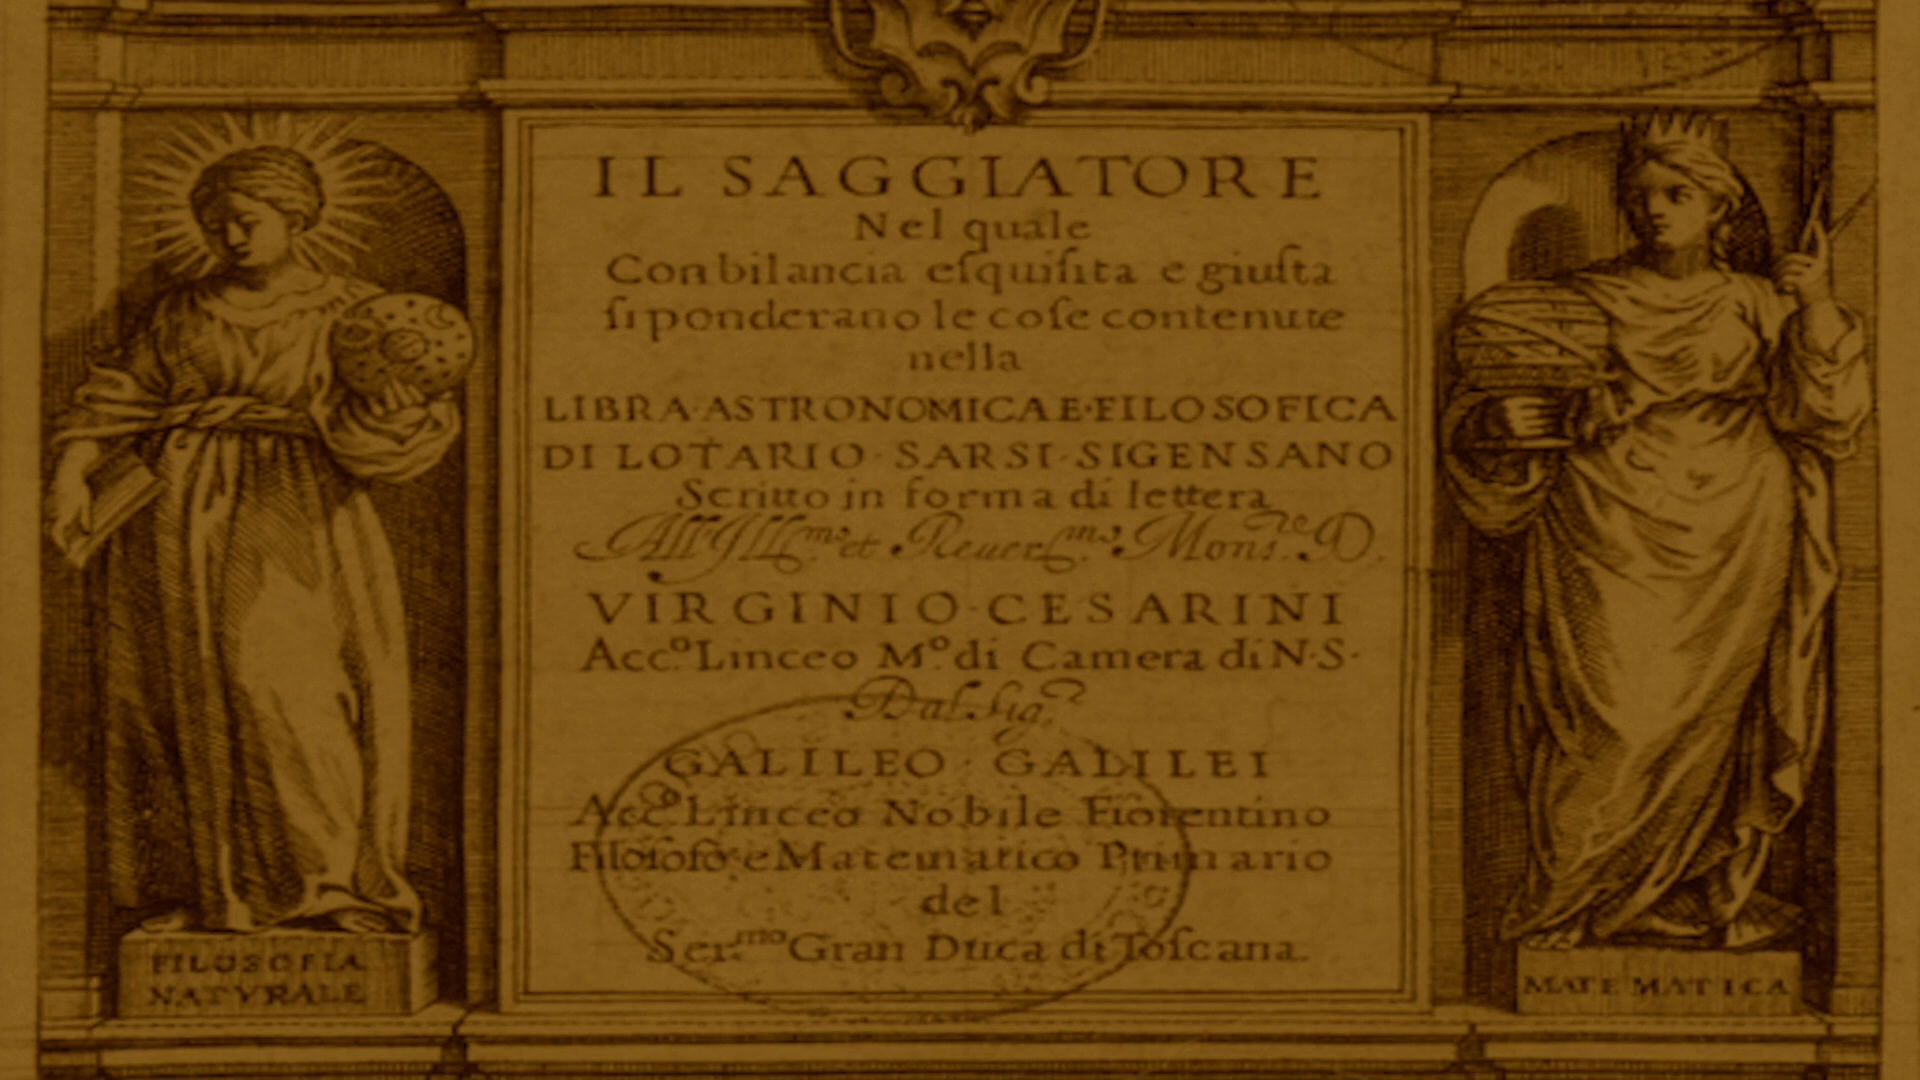 IL SAGGIATORE
Nel quale
Con bilancia eſquiſita e giuſta
ſi ponderano le coſe contenute
nella
LIBRA·ASTRONOMICA E·FILOSOFICA
DI LOTARIO·SARSI·SIGENSANO
Scritto in forma di lettera
All'Ill.mo et Reuer.mo Mons.re D.
VIRGINIO·CESARINI
Acc.o Linceo M.o di Camera di N·S·
Dal Sig.r
GALILEO·GALILEI
Acc.o Linceo Nobile Fiorentino
Filoſofo e Matematico Primario
del
Ser.mo Gran Duca di Toſcana.
FILOSOFIA
NATVRALE
MATEMATICA